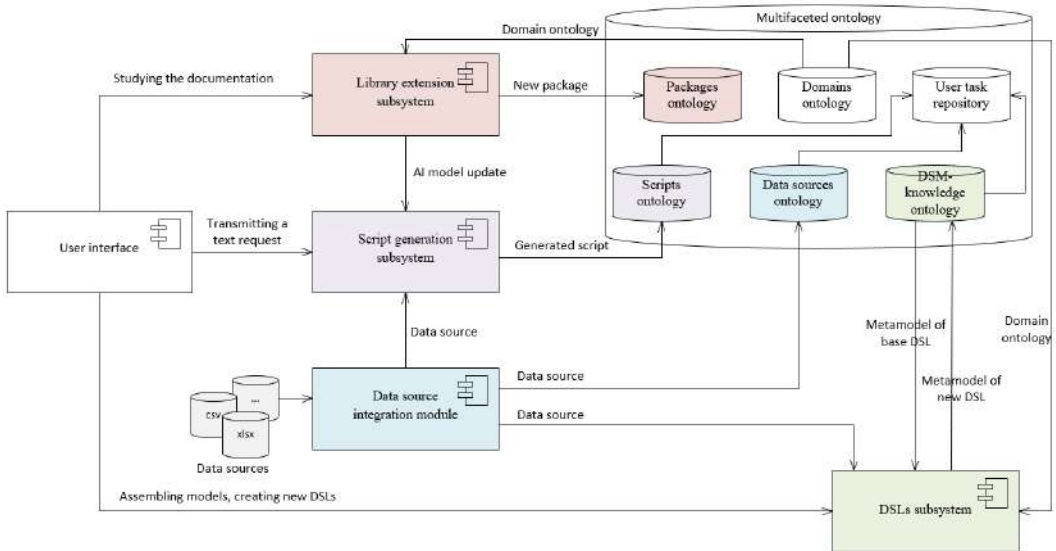 Multifaceted ontology
Domain ontology
Studying the documentation
Library extension
subsystem
New package
Packages
ontology
Domains
ontology
User task
repository
AI model update
Scripts
ontology
Data sources
ontology
DSM-
knowledge
ontology
User interface
Transmitting a
text request
Script generation
subsystem
Generated script
Data source
Metamodel of
base DSL
Domain
ontology
Metamodel of
new DSL
csv
...
xlsx
Data sources
Data source
integration module
Data source
Data source
Assembling models, creating new DSLs
DSLs subsystem